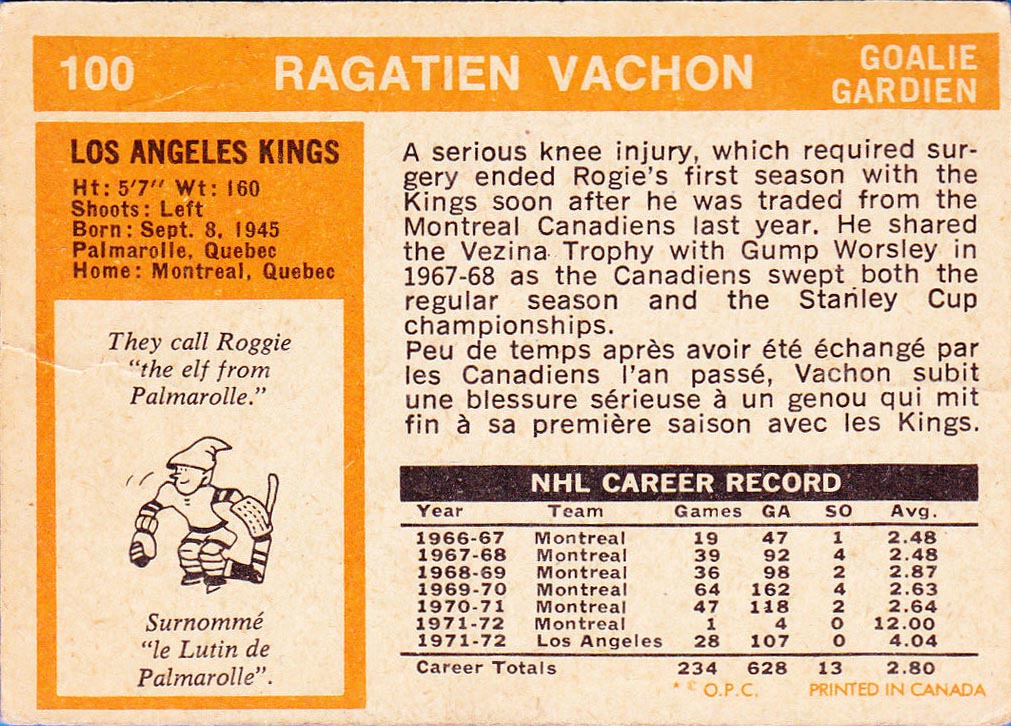 100 RAGATIEN VACHON GOALIE
GARDIEN
LOS ANGELES KINGS
Ht: 5'7" Wt: 160
Shoots: Left
Born: Sept. 8, 1945
Palmarolle, Quebec
Home: Montreal, Quebec
They call Roggie
"the elf from
Palmarolle."
Surnommé
"le Lutin de
Palmarolle".
A serious knee injury, which required sur-
gery ended Rogie's first season with the
Kings soon after he was traded from the
Montreal Canadiens last year. He shared
the Vezina Trophy with Gump Worsley in
1967-68 as the Canadiens swept both the
regular season and the Stanley Cup
championships.
Peu de temps après avoir été échangé par
les Canadiens l'an passé, Vachon subit
une blessure sérieuse à un genou qui mit
fin à sa première saison avec les Kings.
NHL CAREER RECORD
Year Team Games GA SO Avg.
1966-67 Montreal 19 47 1 2.48
1967-68 Montreal 39 92 4 2.48
1968-69 Montreal 36 98 2 2.87
1969-70 Montreal 64 162 4 2.63
1970-71 Montreal 47 118 2 2.64
1971-72 Montreal 1 4 0 12.00
1971-72 Los Angeles 28 107 0 4.04
Career Totals 234 628 13 2.80
* © O.P.C. PRINTED IN CANADA